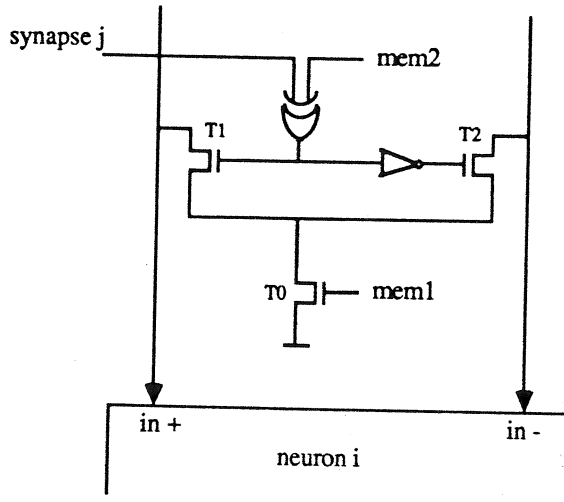 synapse j
mem2
T1
T2
T0
mem1
in +
in -
neuron i